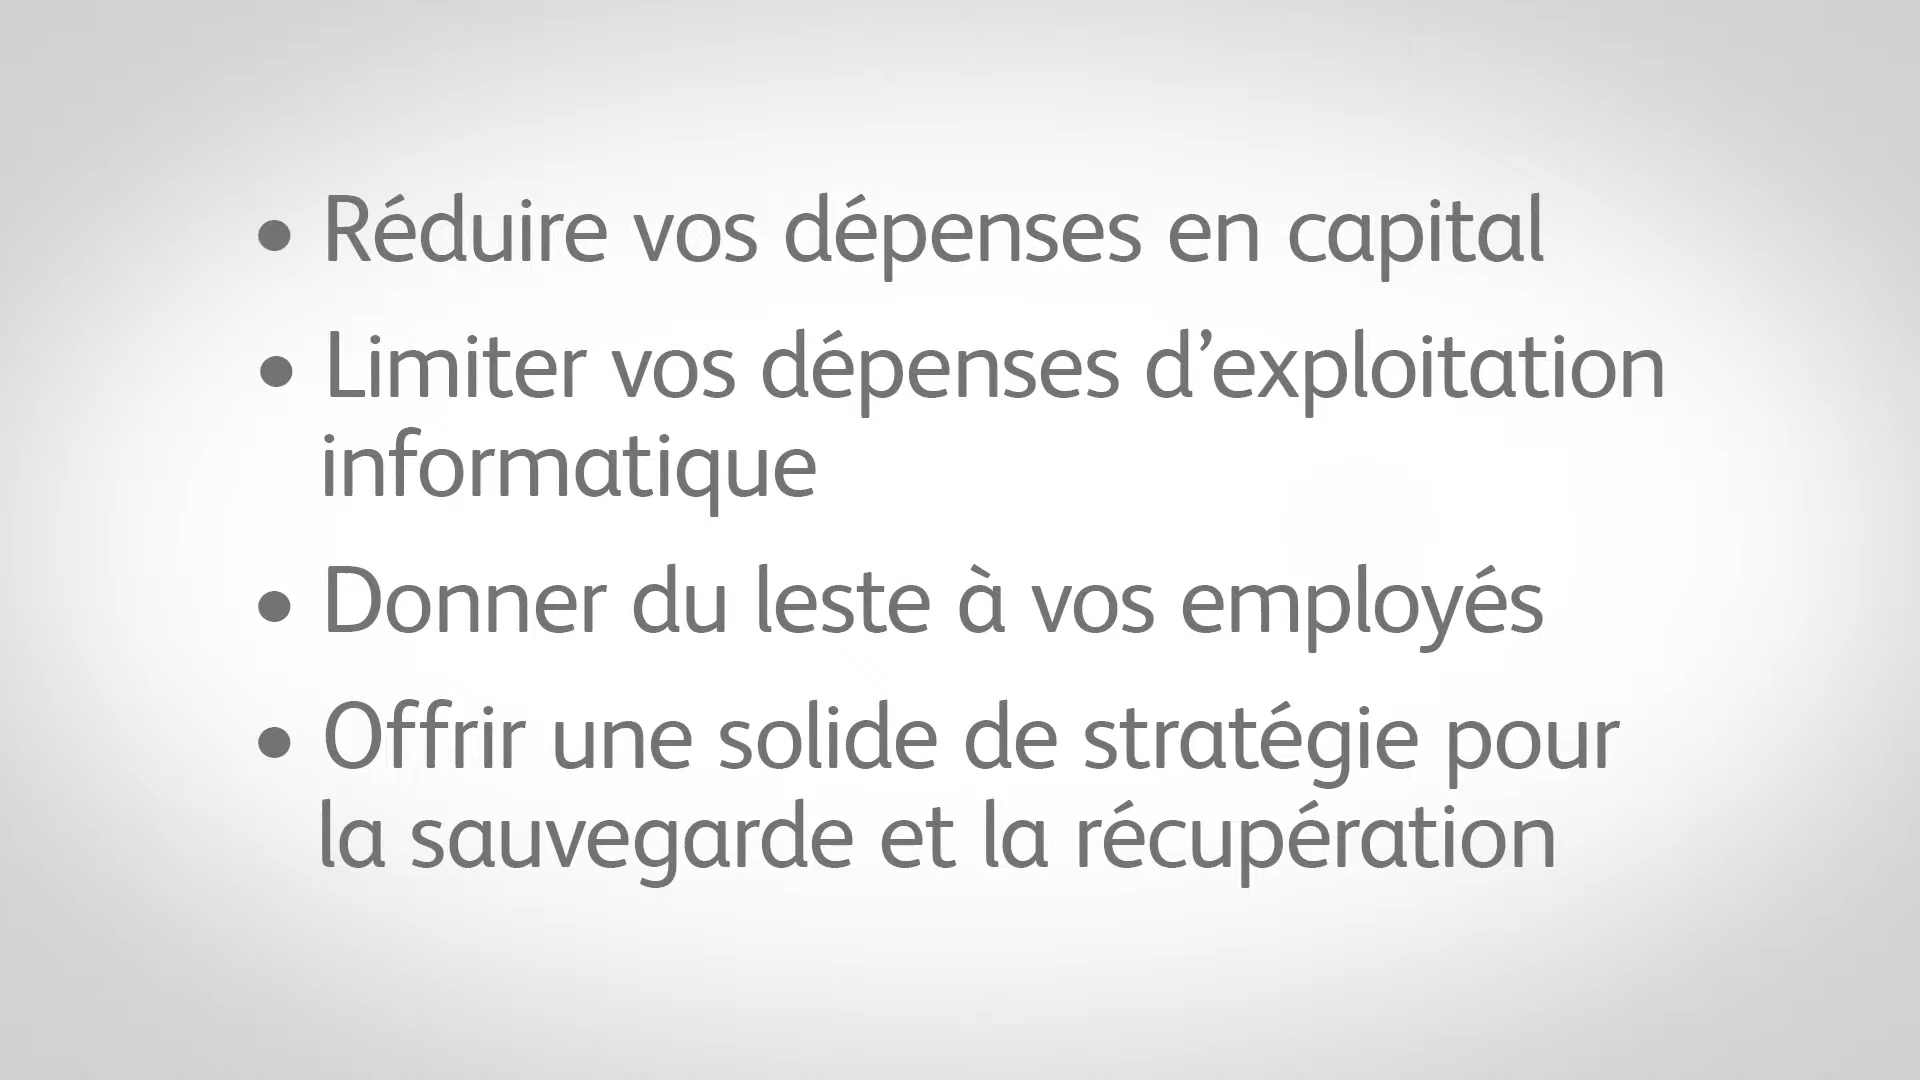 • Réduire vos dépenses en capital
• Limiter vos dépenses d’exploitation
informatique
• Donner du leste à vos employés
• Offrir une solide de stratégie pour
la sauvegarde et la récupération